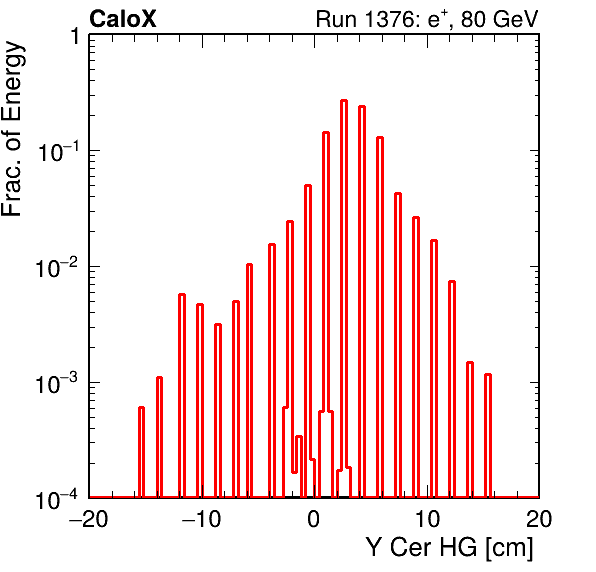 CaloX Run 1376: e⁺, 80 GeV
Frac. of Energy
1
10⁻¹
10⁻²
10⁻³
10⁻⁴
−20 −10 0 10 20
Y Cer HG [cm]